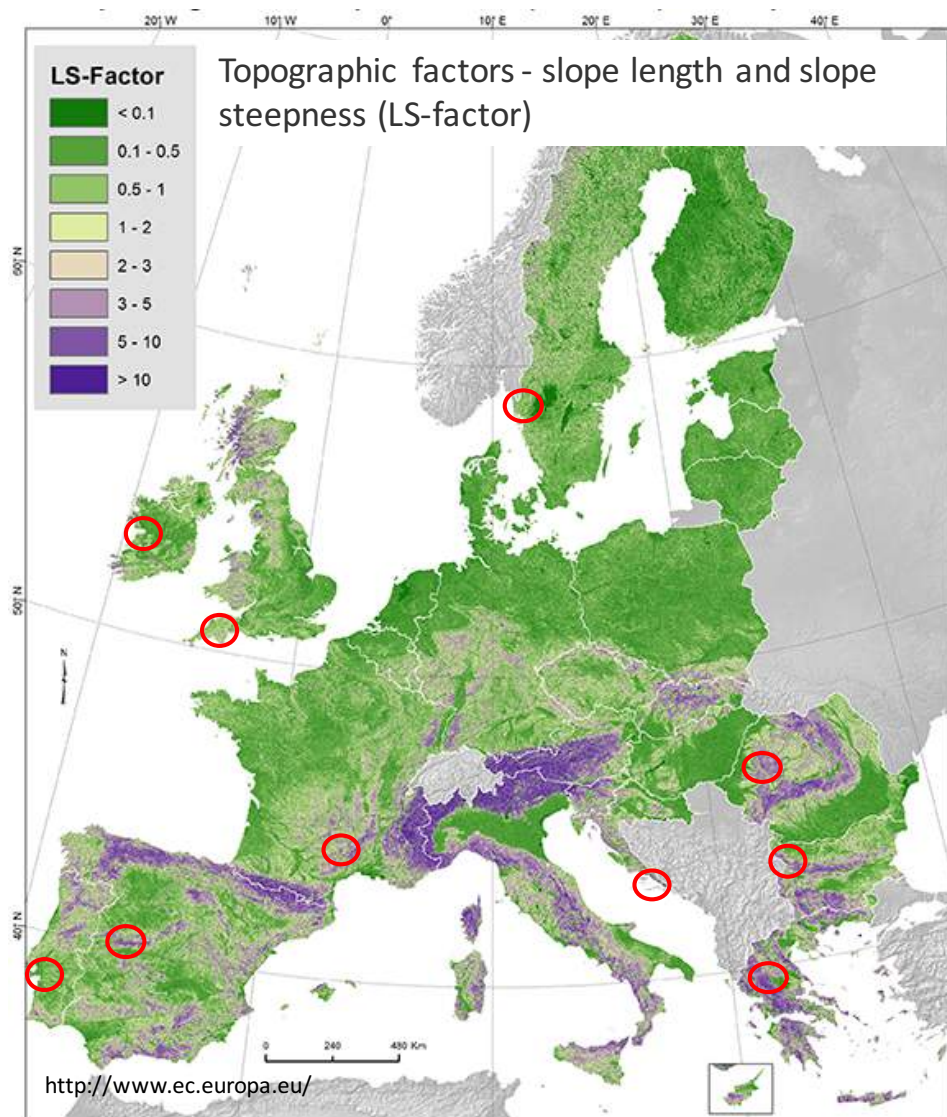 20°W 10°W 0° 10°E 20°E 30°E 40°E
LS-Factor
< 0.1
0.1 - 0.5
0.5 - 1
1 - 2
2 - 3
3 - 5
5 - 10
> 10
Topographic factors - slope length and slope
steepness (LS-factor)
60°N
50°N
N
40°N
0 240 480 Km
http://www.ec.europa.eu/